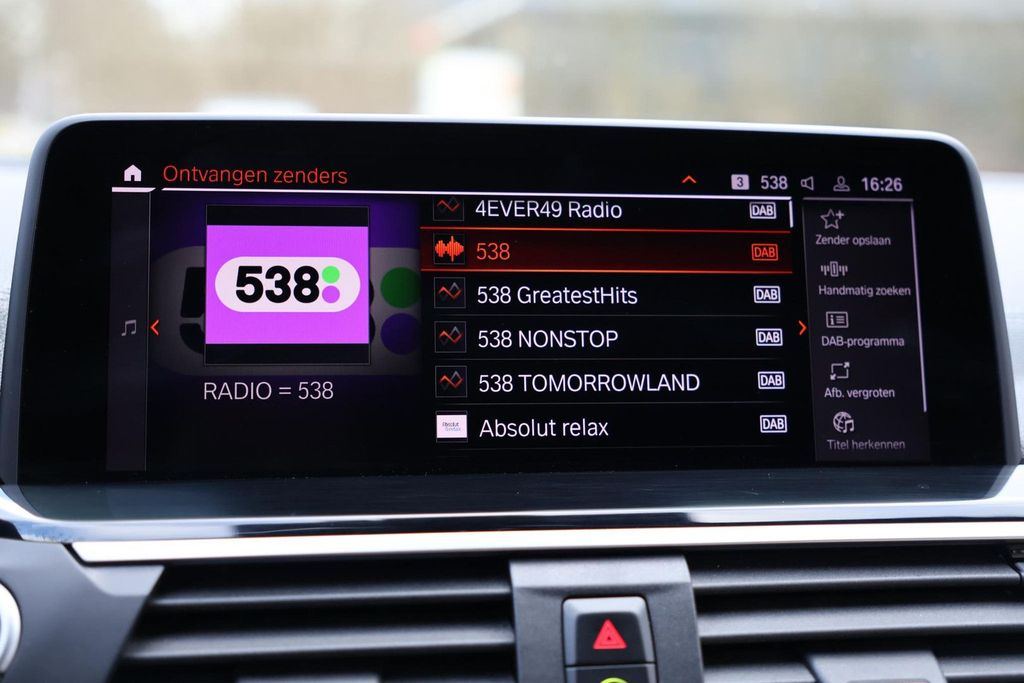 Ontvangen zenders
3 538 16:26
538
RADIO = 538
4EVER49 Radio DAB
538 DAB
538 GreatestHits DAB
538 NONSTOP DAB
538 TOMORROWLAND DAB
Absolut relax DAB
Zender opslaan
Handmatig zoeken
DAB-programma
Afb. vergroten
Titel herkennen